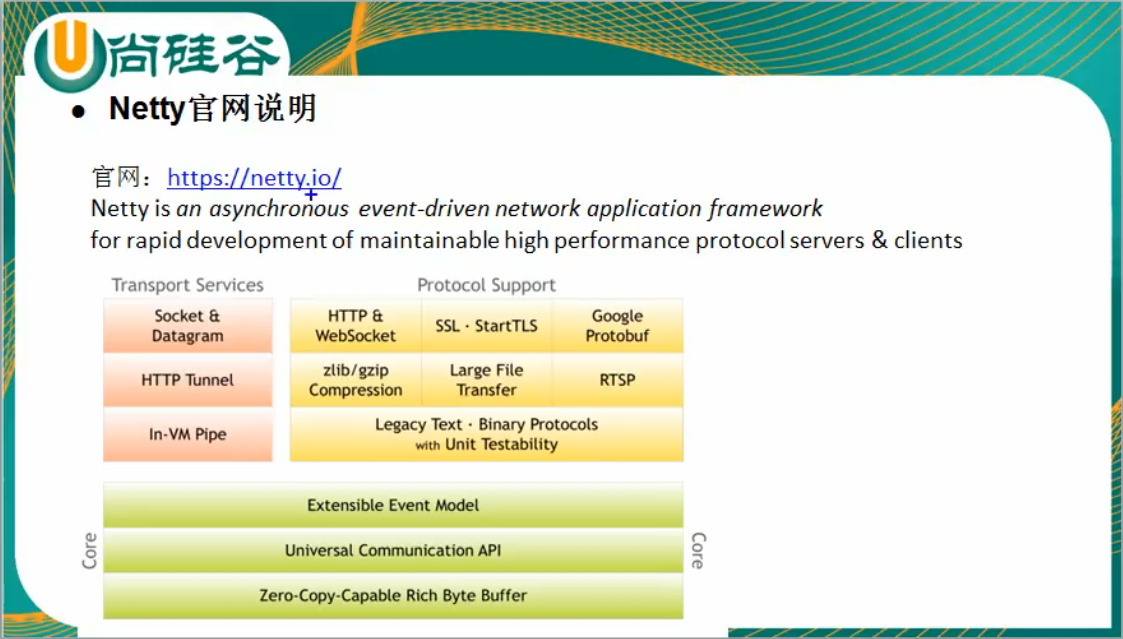 尚硅谷
Netty官网说明
官网：https://netty.io/
Netty is an asynchronous event-driven network application framework
for rapid development of maintainable high performance protocol servers & clients
Transport Services
Protocol Support
Socket &
Datagram
HTTP &
WebSocket
SSL · StartTLS
Google
Protobuf
HTTP Tunnel
zlib/gzip
Compression
Large File
Transfer
RTSP
In-VM Pipe
Legacy Text · Binary Protocols
with Unit Testability
Extensible Event Model
Core
Universal Communication API
Core
Zero-Copy-Capable Rich Byte Buffer